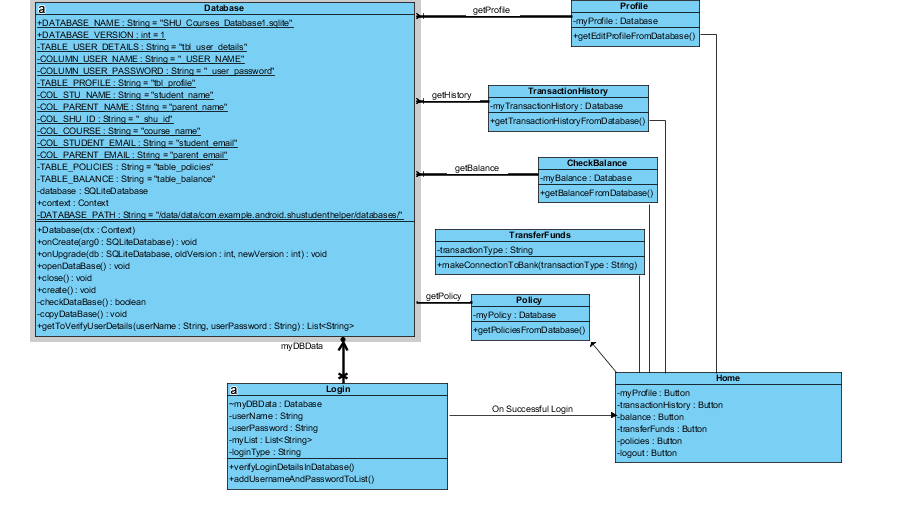 a
Database
+DATABASE_NAME : String = "SHU_Courses_Database1.sqlite"
+DATABASE_VERSION : int = 1
-TABLE_USER_DETAILS : String = "tbl_user_details"
-COLUMN_USER_NAME : String = "_USER_NAME"
-COLUMN_USER_PASSWORD : String = "_user_password"
-TABLE_PROFILE : String = "tbl_profile"
-COL_STU_NAME : String = "student_name"
-COL_PARENT_NAME : String = "parent_name"
-COL_SHU_ID : String = "_shu_id"
-COL_COURSE : String = "course_name"
-COL_STUDENT_EMAIL : String = "student_email"
-COL_PARENT_EMAIL : String = "parent_email"
-TABLE_POLICIES : String = "table_policies"
-TABLE_BALANCE : String = "table_balance"
-database : SQLiteDatabase
+context : Context
-DATABASE_PATH : String = "/data/data/com.example.android.shustudenthelper/databases/"
+Database(ctx : Context)
+onCreate(arg0 : SQLiteDatabase) : void
+onUpgrade(db : SQLiteDatabase, oldVersion : int, newVersion : int) : void
+openDataBase() : void
+close() : void
+create() : void
-checkDataBase() : boolean
-copyDataBase() : void
+getToVerifyUserDetails(userName : String, userPassword : String) : List<String>
getProfile
Profile
-myProfile : Database
+getEditProfileFromDatabase()
getHistory
TransactionHistory
-myTransactionHistory : Database
+getTransactionHistoryFromDatabase()
getBalance
CheckBalance
-myBalance : Database
+getBalanceFromDatabase()
TransferFunds
-transactionType : String
+makeConnectionToBank(transactionType : String)
getPolicy
Policy
-myPolicy : Database
+getPoliciesFromDatabase()
myDBData
a
Login
~myDBData : Database
-userName : String
-userPassword : String
-myList : List<String>
-loginType : String
+verifyLoginDetailsInDatabase()
+addUsernameAndPasswordToList()
On Successful Login
Home
-myProfile : Button
-transactionHistory : Button
-balance : Button
-transferFunds : Button
-policies : Button
-logout : Button